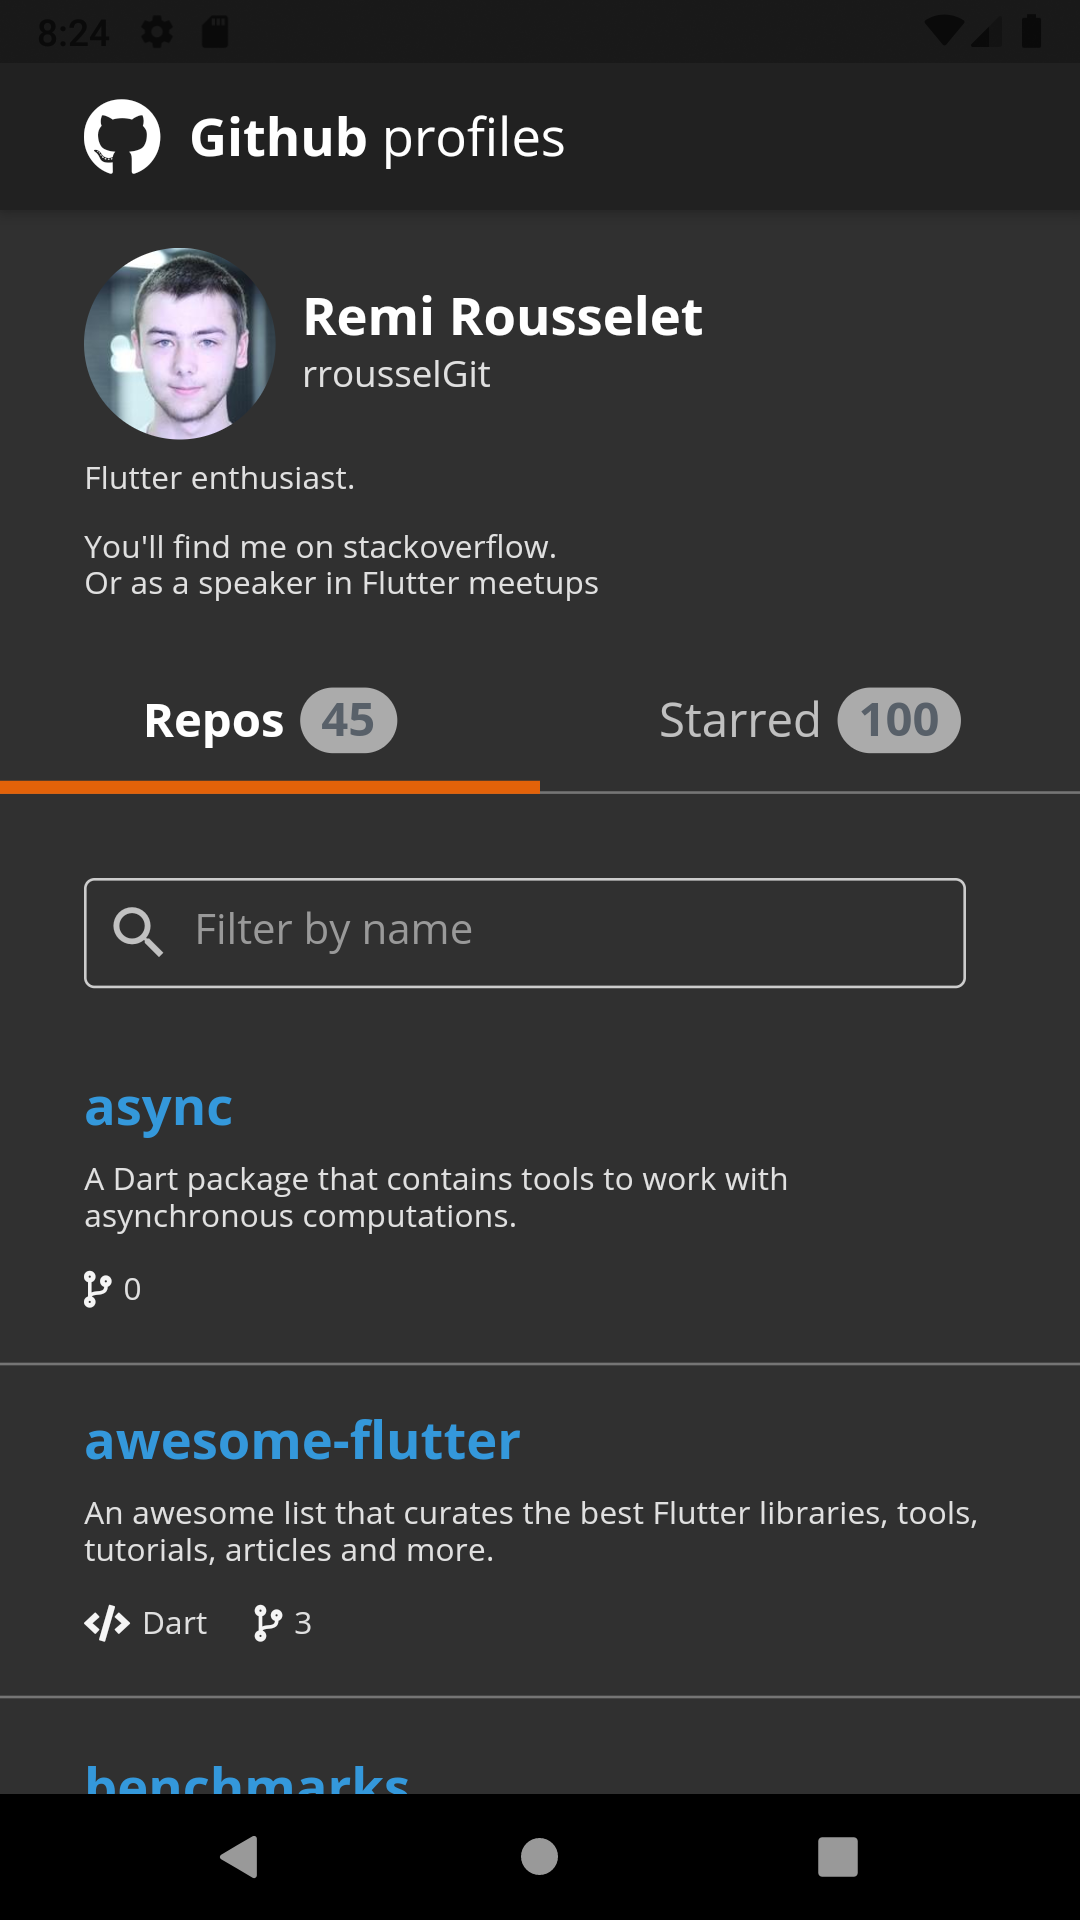 8:24
Github profiles
Remi Rousselet
rrousselGit
Flutter enthusiast.
You'll find me on stackoverflow.
Or as a speaker in Flutter meetups
Repos 45 Starred 100
Filter by name
async
A Dart package that contains tools to work with
asynchronous computations.
0
awesome-flutter
An awesome list that curates the best Flutter libraries, tools,
tutorials, articles and more.
Dart 3
benchmarks